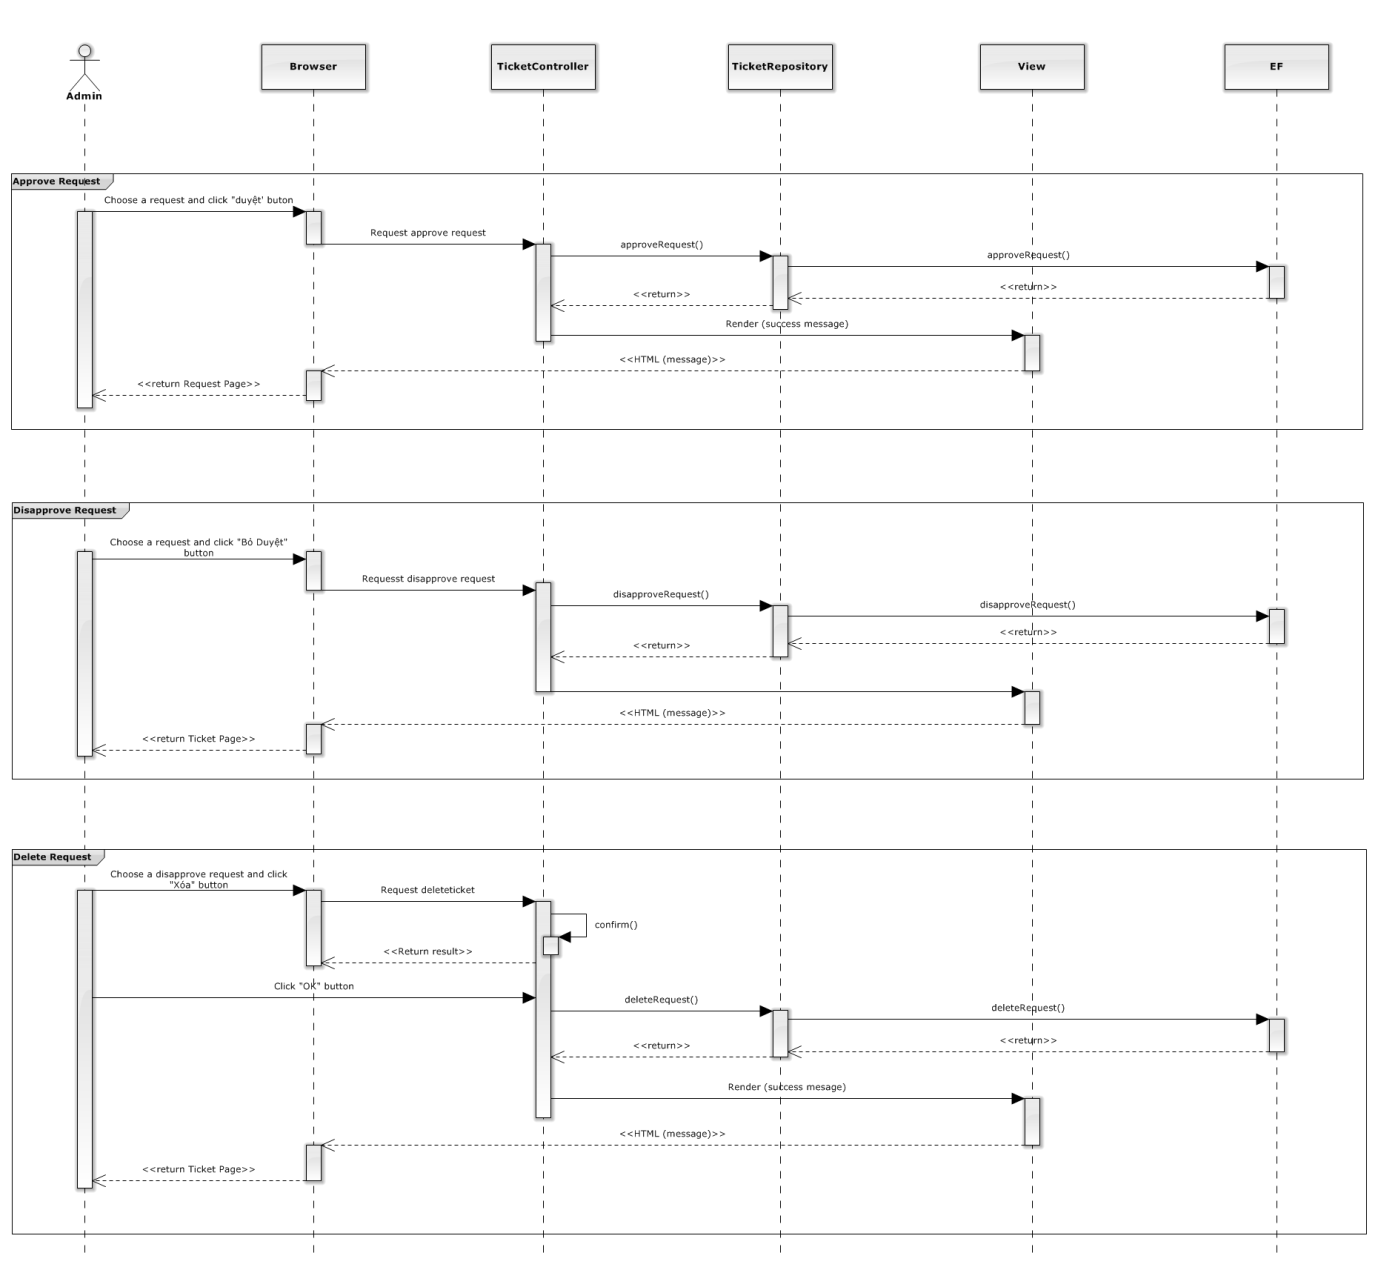 Admin
Browser
TicketController
TicketRepository
View
EF
Approve Request
Choose a request and click "duyệt' buton
Request approve request
approveRequest()
approveRequest()
<<return>>
<<return>>
Render (success message)
<<HTML (message)>>
<<return Request Page>>
Disapprove Request
Choose a request and click "Bỏ Duyệt"
button
Requesst disapprove request
disapproveRequest()
disapproveRequest()
<<return>>
<<return>>
<<HTML (message)>>
<<return Ticket Page>>
Delete Request
Choose a disapprove request and click
"Xóa" button
Request deleteticket
confirm()
<<Return result>>
Click "OK" button
deleteRequest()
deleteRequest()
<<return>>
<<return>>
Render (success mesage)
<<HTML (message)>>
<<return Ticket Page>>